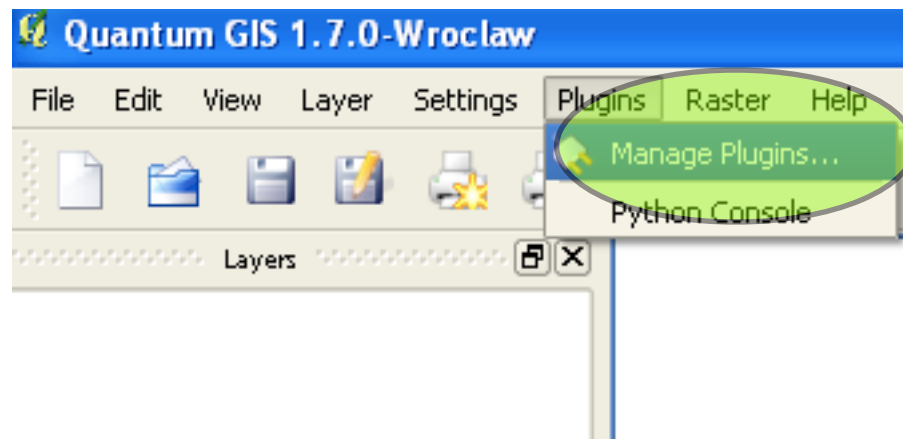 Quantum GIS 1.7.0-Wroclaw
File Edit View Layer Settings Plugins Raster Help
Manage Plugins...
Python Console
Layers